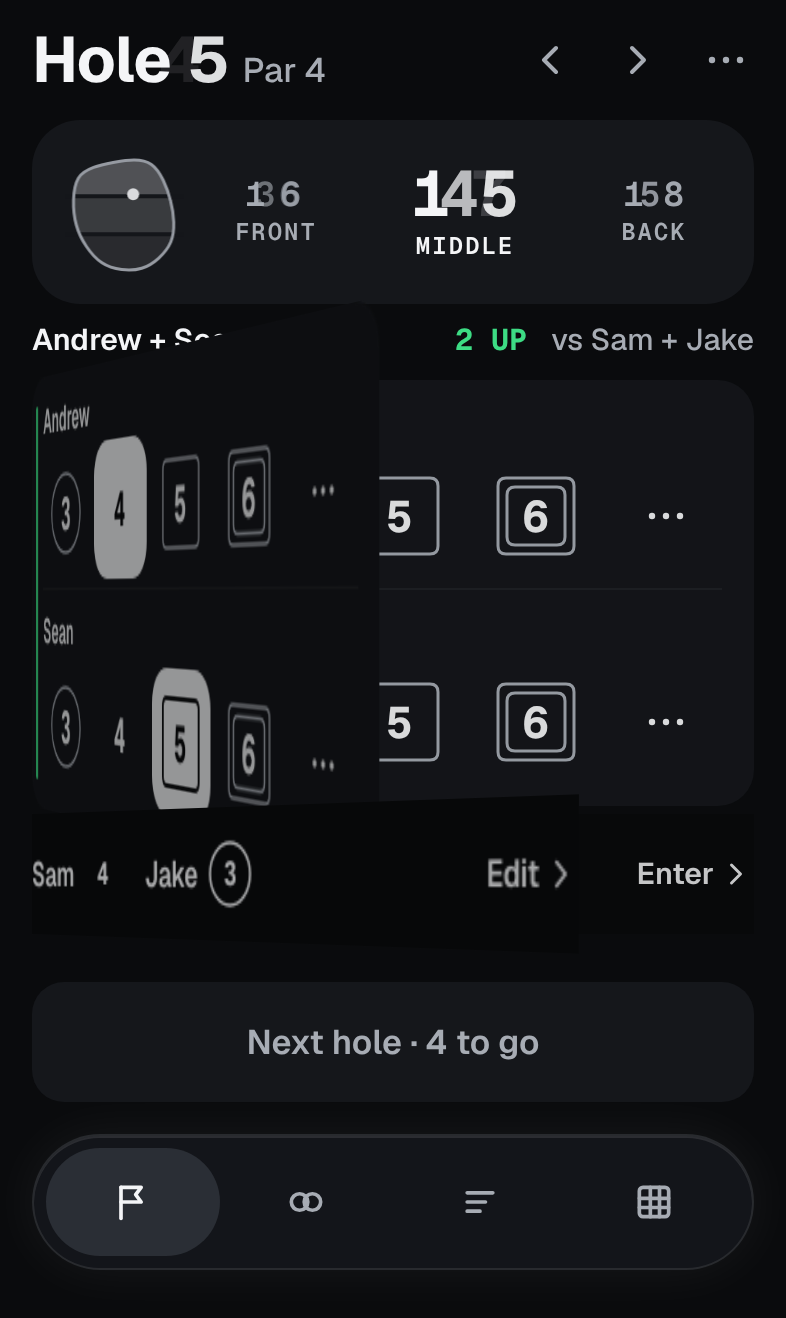 Hole 5 Par 4
136 145 158
FRONT MIDDLE BACK
Andrew + 2 UP vs Sam + Jake
Andrew
3 4 5 6 ... 5 6 ...
Sean
3 4 5 6 ... 5 6 ...
Sam 4 Jake 3 Edit > Enter >
Next hole · 4 to go